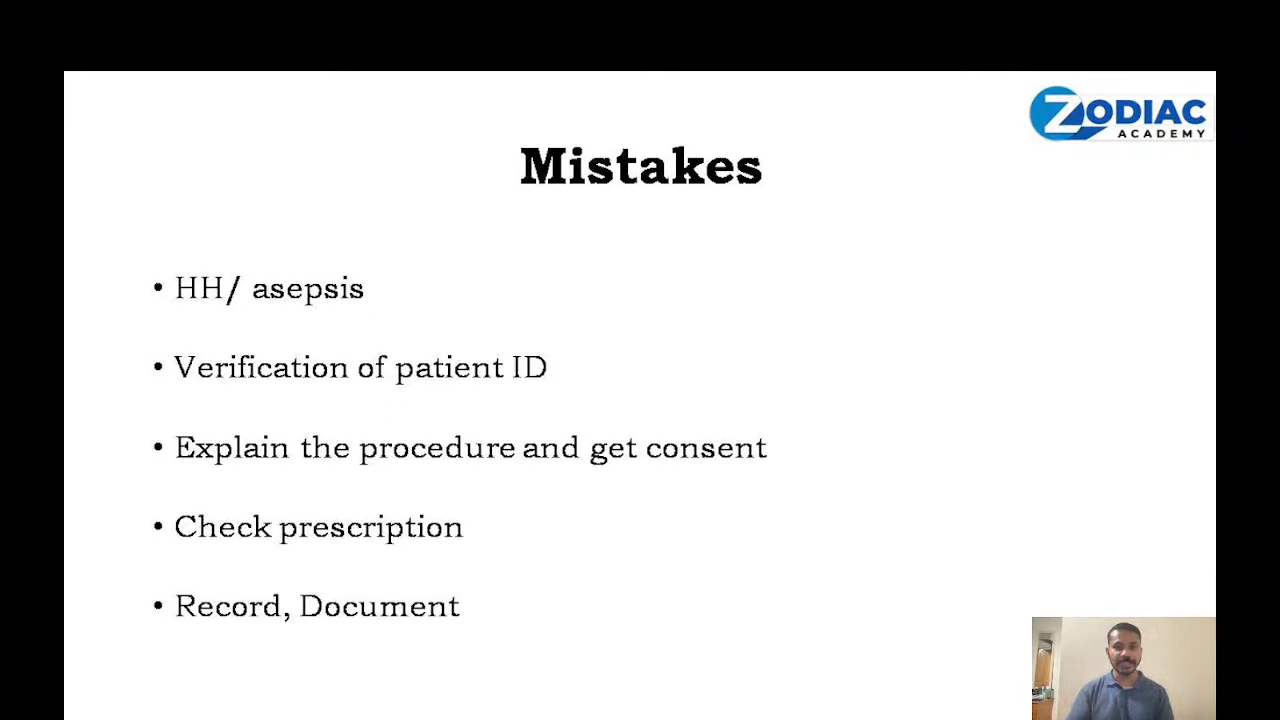 ZODIAC
ACADEMY
Mistakes
• HH/ asepsis
• Verification of patient ID
• Explain the procedure and get consent
• Check prescription
• Record, Document